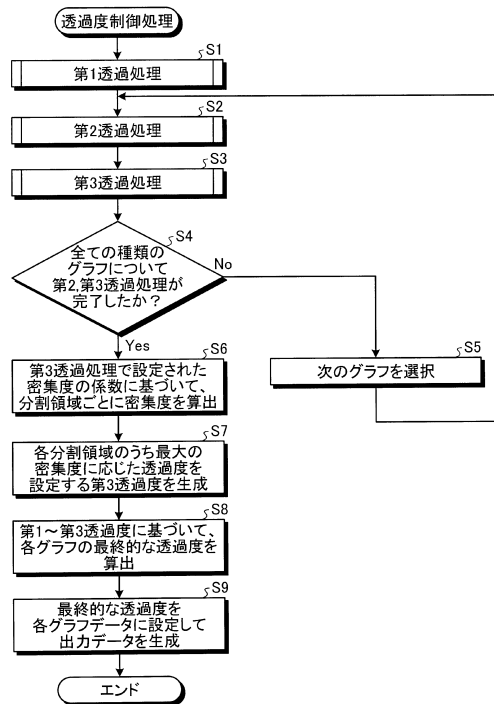 透過度制御処理
S1
第1透過処理
S2
第2透過処理
S3
第3透過処理
S4
全ての種類の
グラフについて
第2,第3透過処理が
完了したか？
No
Yes
S5
次のグラフを選択
S6
第3透過処理で設定された
密集度の係数に基づいて、
分割領域ごとに密集度を算出
S7
各分割領域のうち最大の
密集度に応じた透過度を
設定する第3透過度を生成
S8
第1～第3透過度に基づいて、
各グラフの最終的な透過度を
算出
S9
最終的な透過度を
各グラフデータに設定して
出力データを生成
エンド